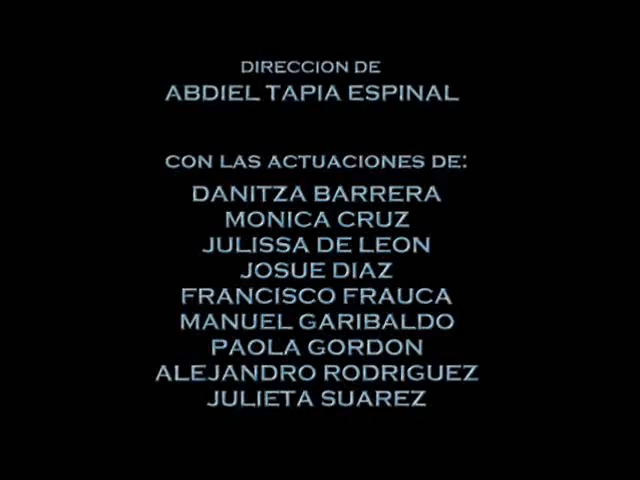 DIRECCION DE
ABDIEL TAPIA ESPINAL
CON LAS ACTUACIONES DE:
DANITZA BARRERA
MONICA CRUZ
JULISSA DE LEON
JOSUE DIAZ
FRANCISCO FRAUCA
MANUEL GARIBALDO
PAOLA GORDON
ALEJANDRO RODRIGUEZ
JULIETA SUAREZ